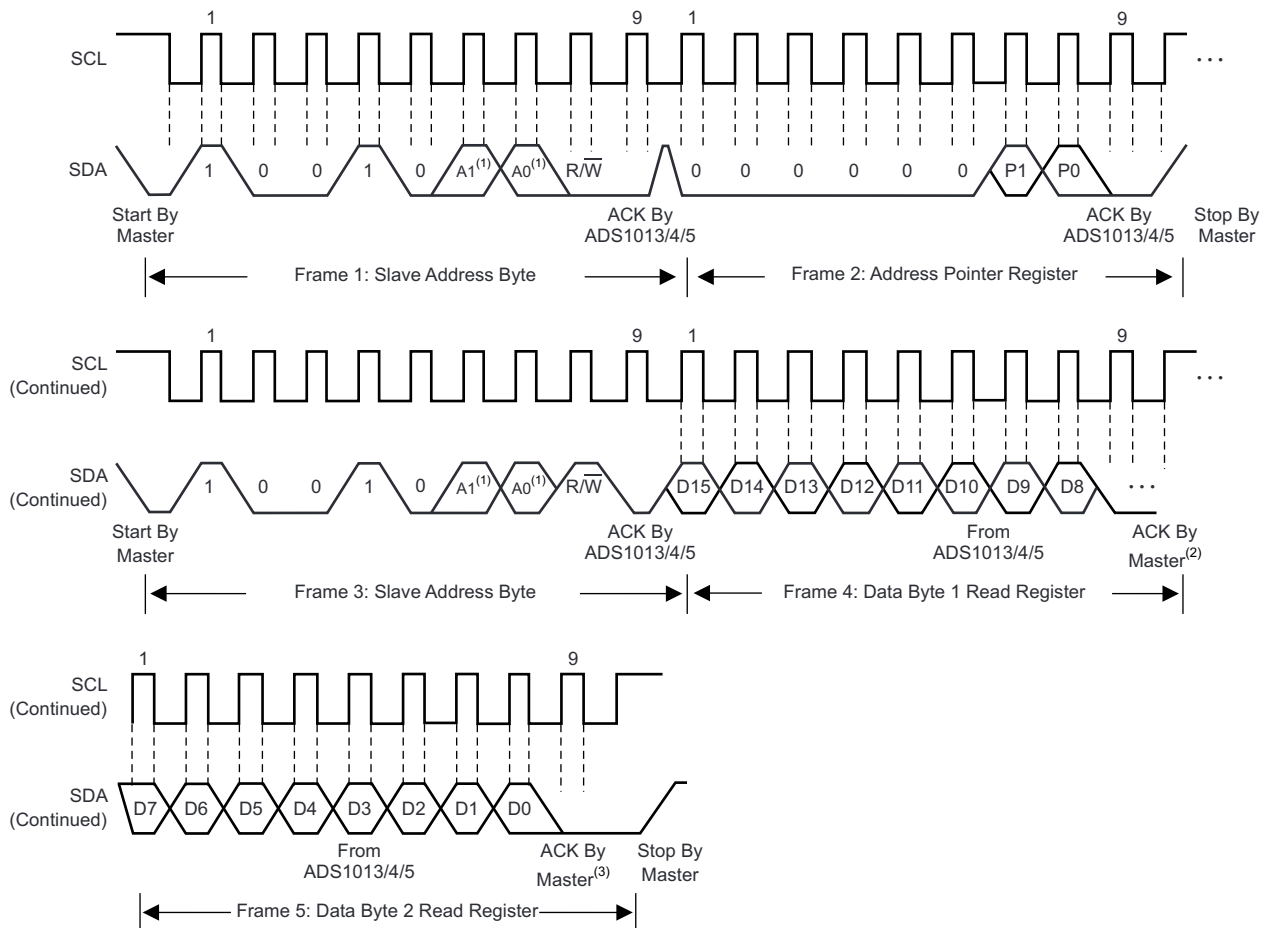 1 9 1 9
SCL ...
SDA 1 0 0 1 0 A1(1) A0(1) R/W̅ 0 0 0 0 0 0 P1 P0
Start By Master
ACK By ADS1013/4/5
ACK By ADS1013/4/5
Stop By Master
Frame 1: Slave Address Byte
Frame 2: Address Pointer Register
1 9 1 9
SCL (Continued) ...
SDA (Continued) 1 0 0 1 0 A1(1) A0(1) R/W̅ D15 D14 D13 D12 D11 D10 D9 D8 ...
Start By Master
ACK By ADS1013/4/5
From ADS1013/4/5
ACK By Master(2)
Frame 3: Slave Address Byte
Frame 4: Data Byte 1 Read Register
1 9
SCL (Continued)
SDA (Continued) D7 D6 D5 D4 D3 D2 D1 D0
From ADS1013/4/5
ACK By Master(3)
Stop By Master
Frame 5: Data Byte 2 Read Register